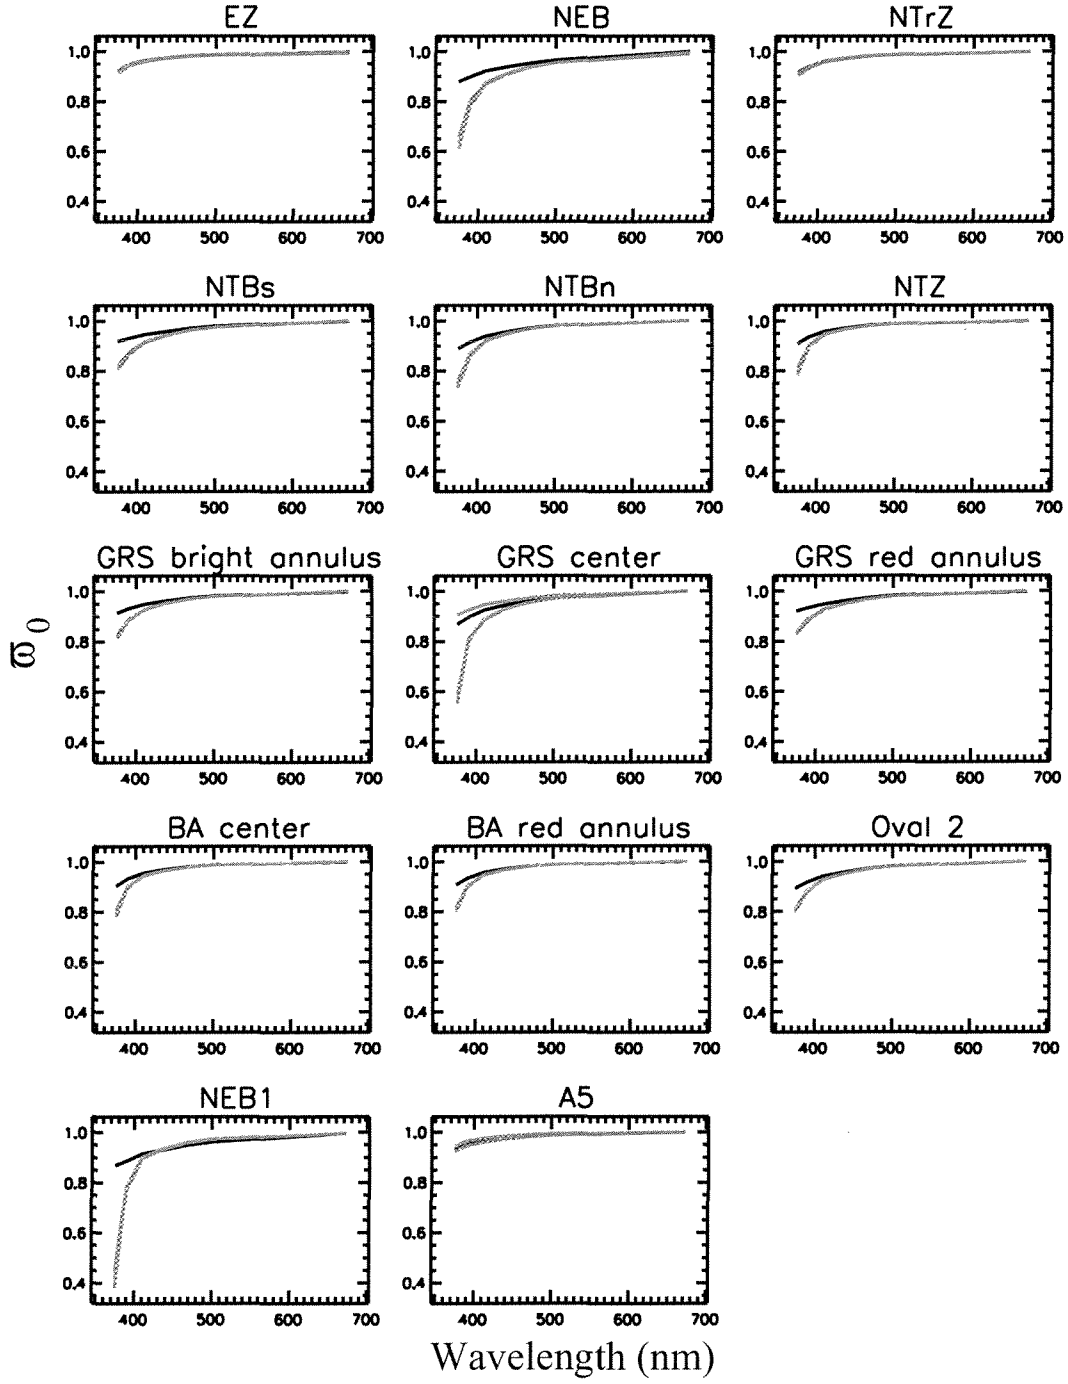 EZ NEB NTrZ
1.0 1.0 1.0
0.8 0.8 0.8
0.6 0.6 0.6
0.4 0.4 0.4
400 500 600 700 400 500 600 700 400 500 600 700
NTBs NTBn NTZ
1.0 1.0 1.0
0.8 0.8 0.8
0.6 0.6 0.6
0.4 0.4 0.4
400 500 600 700 400 500 600 700 400 500 600 700
GRS bright annulus GRS center GRS red annulus
1.0 1.0 1.0
0.8 0.8 0.8
ϖ0
0.6 0.6 0.6
0.4 0.4 0.4
400 500 600 700 400 500 600 700 400 500 600 700
BA center BA red annulus Oval 2
1.0 1.0 1.0
0.8 0.8 0.8
0.6 0.6 0.6
0.4 0.4 0.4
400 500 600 700 400 500 600 700 400 500 600 700
NEB1 A5
1.0 1.0
0.8 0.8
0.6 0.6
0.4 0.4
400 500 600 700 400 500 600 700
Wavelength (nm)